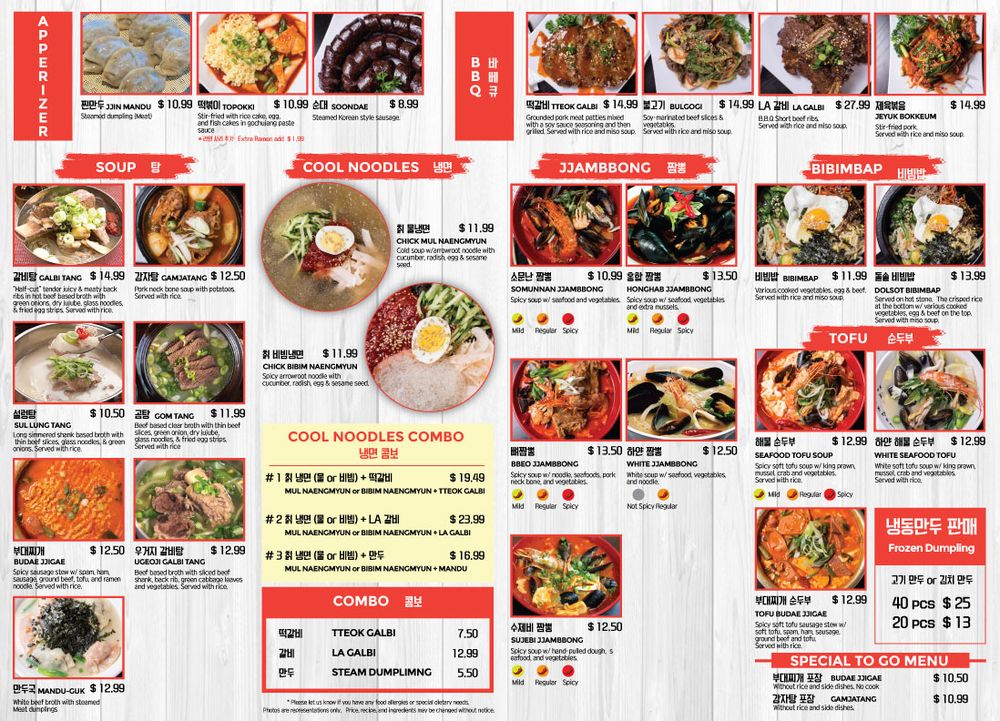 APPERIZER
찐만두 JJIN MANDU $ 10.99
Steamed dumpling (Meat)
떡볶이 TOPOKKI $ 10.99
Stir-fried with rice cake, egg,
and fish cakes in gochujang paste
sauce
*라면 사리 추가 Extra Ramen add $ 1.99
순대 SOONDAE $ 8.99
Steamed Korean style sausage.
BBQ 바베큐
떡갈비 TTEOK GALBI $ 14.99
Grounded pork meat patties mixed
with a soy sauce seasoning and then
grilled. Served with rice and miso soup.
불고기 BULGOGI $ 14.99
Soy-marinated beef slices &
vegetables.
Served with rice and miso soup.
LA 갈비 LA GALBI $ 27.99
B.B.Q Short beef ribs.
Served with rice and miso soup.
제육볶음 $ 14.99
JEYUK BOKKEUM
Stir-fried pork.
Served with rice and miso soup.
SOUP 탕
갈비탕 GALBI TANG $ 14.99
"Half-cut" tender juicy & meaty back
ribs in hot beef based broth with
green onions, dry jujube, glass noodles,
& fried egg strips. Served with rice.
감자탕 GAMJATANG $ 12.50
Pork neck bone soup with potatoes.
Served with rice.
설렁탕 $ 10.50
SUL LUNG TANG
Long simmered shank based broth with
thin beef slices, glass noodles, & green
onions. Served with rice.
곰탕 GOM TANG $ 11.99
Beef based clear broth with thin beef
slices, green onion, dry jujube,
glass noodles, & fried egg strips.
Served with rice
부대찌개 $ 12.50
BUDAE JJIGAE
Spicy sausage stew w/ spam, ham,
sausage, ground beef, tofu, and ramen
noodle. Served with rice.
우거지 갈비탕 $ 12.99
UGEOJI GALBI TANG
Beef based broth with sliced beef
shank, back rib, green cabbage leaves
and vegetables. Served with rice.
만두국 MANDU-GUK $ 12.99
White beef broth with steamed
Meat dumplings
COOL NOODLES 냉면
칡 물냉면 $ 11.99
CHICK MUL NAENGMYUN
Cold soup w/arrowroot noodle with
cucumber, radish, egg & sesame
seed.
칡 비빔냉면 $ 11.99
CHICK BIBIM NAENGMYUN
Spicy arrowroot noodle with
cucumber, radish, egg & sesame seed.
COOL NOODLES COMBO
냉면 콤보
# 1 칡 냉면 (물 or 비빔) + 떡갈비 $ 19.49
MUL NAENGMYUN or BIBIM NAENGMYUN + TTEOK GALBI
# 2 칡 냉면 (물 or 비빔) + LA 갈비 $ 23.99
MUL NAENGMYUN or BIBIM NAENGMYUN + LA GALBI
# 3 칡 냉면 (물 or 비빔) + 만두 $ 16.99
MUL NAENGMYUN or BIBIM NAENGMYUN + MANDU
COMBO 콤보
떡갈비 TTEOK GALBI 7.50
갈비 LA GALBI 12.99
만두 STEAM DUMPLIMNG 5.50
* Please let us know if you have any food allergies or special dietary needs.
Photos are representations only. Price, recipe, and ingredients may be changed without notice.
JJAMBBONG 짬뽕
소문난 짬뽕 $ 10.99
SOMUNNAN JJAMBBONG
Spicy soup w/ seafood and vegetables.
Mild Regular Spicy
홍합 짬뽕 $ 13.50
HONGHAB JJAMBBONG
Spicy soup w/ seafood, vegetables
and extra mussels.
Mild Regular Spicy
뼈짬뽕 $ 13.50
BBEO JJAMBBONG
Spicy soup w/ noodle, seafoods, pork
neck bone, and vegetables.
Mild Regular Spicy
하얀 짬뽕 $ 12.50
WHITE JJAMBBONG
White soup w/ seafood, vegetables,
and noodle.
Not Spicy Regular
수제비 짬뽕 $ 12.50
SUJEBI JJAMBBONG
Spicy soup w/ hand-pulled dough, s
eafood, and vegetables.
Mild Regular Spicy
BIBIMBAP 비빔밥
비빔밥 BIBIMBAP $ 11.99
Various cooked vegetables, egg & beef.
Served with rice and miso soup.
돌솥 비빔밥 $ 13.99
DOLSOT BIBIMBAP
Served on hot stone. The crisped rice
at the bottom w/ various cooked
vegetables, egg & beef on the top.
Served with miso soup.
TOFU 순두부
해물 순두부 $ 12.99
SEAFOOD TOFU SOUP
Spicy soft tofu soup w/ king prawn,
mussel, crab and vegetables.
Served with rice.
Mild Regular Spicy
하얀 해물 순두부 $ 12.99
WHITE SEAFOOD TOFU
White soft tofu soup w/ king prawn,
mussel, crab and vegetables.
Served with rice.
부대찌개 순두부 $ 12.99
TOFU BUDAE JJIGAE
Spicy soft tofu sausage stew w/
soft tofu, spam, ham, sausage,
ground beef and tofu.
Served with rice.
냉동만두 판매
Frozen Dumpling
고기 만두 or 김치 만두
40 PCS $ 25
20 PCS $ 13
SPECIAL TO GO MENU
부대찌개 포장 BUDAE JJIGAE $ 10.50
Without rice and side dishes. No cook
감자탕 포장 GAMJATANG $ 10.99
Without rice and side dishes.